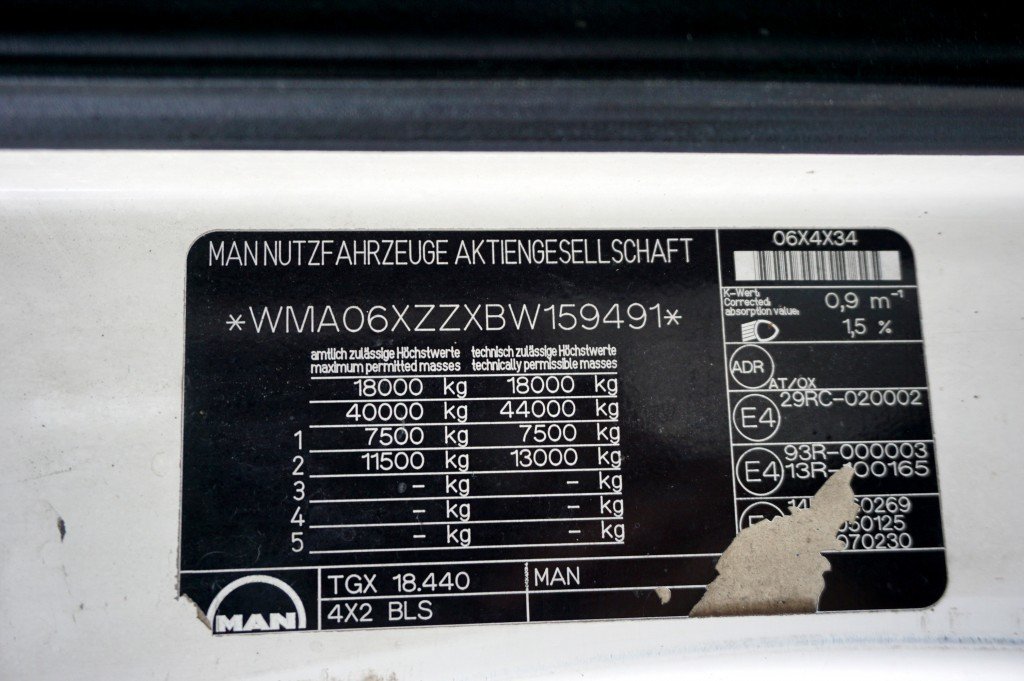 MAN NUTZFAHRZEUGE AKTIENGESELLSCHAFT
*WMA06XZZXBW159491*
amtlich zulässige Höchstwerte technisch zulässige Höchstwerte
maximum permitted masses technically permissible masses
18000 kg 18000 kg
40000 kg 44000 kg
1 7500 kg 7500 kg
2 11500 kg 13000 kg
3 - kg - kg
4 - kg - kg
5 - kg - kg
06X4X34
K-Wert:
Corrected
absorption value:
0,9 m⁻¹
1,5 %
ADR
AT/OX
E4 29RC-020002
E4 93R-000003
13R-
MAN
TGX 18.440
4X2 BLS
MAN